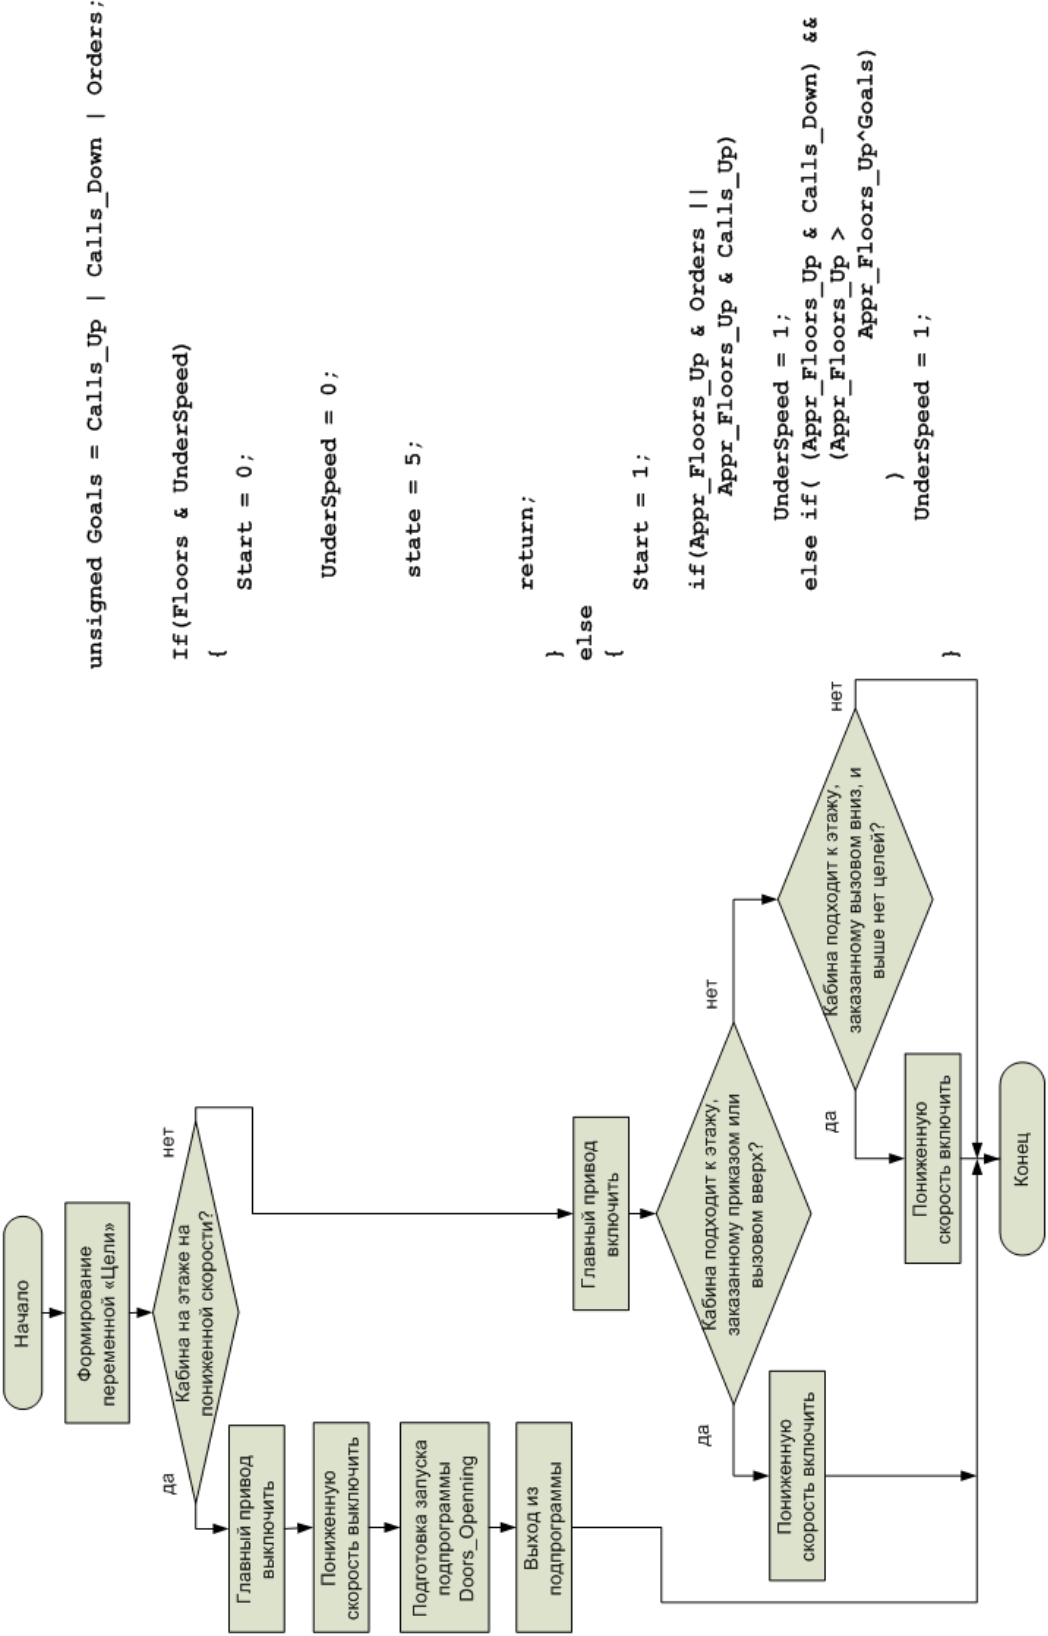 Начало
Формирование
переменной «Цели»
Кабина на этаже на
пониженной скорости?
да
нет
Главный привод
выключить
Пониженную
скорость выключить
Подготовка запуска
подпрограммы
Doors_Openning
Выход из
подпрограммы
Главный привод
включить
Кабина подходит к этажу,
заказанному приказом или
вызовом вверх?
да
нет
Пониженную
скорость включить
Кабина подходит к этажу,
заказанному вызовом вниз, и
выше нет целей?
да
нет
Пониженную
скорость включить
Конец
unsigned Goals = Calls_Up | Calls_Down | Orders;
If(Floors & UnderSpeed)
{
Start = 0;
UnderSpeed = 0;
state = 5;
return;
}
else
{
Start = 1;
if(Appr_Floors_Up & Orders ||
Appr_Floors_Up & Calls_Up)
UnderSpeed = 1;
else if( (Appr_Floors_Up & Calls_Down) &&
(Appr_Floors_Up >
Appr_Floors_Up^Goals)
)
UnderSpeed = 1;
}